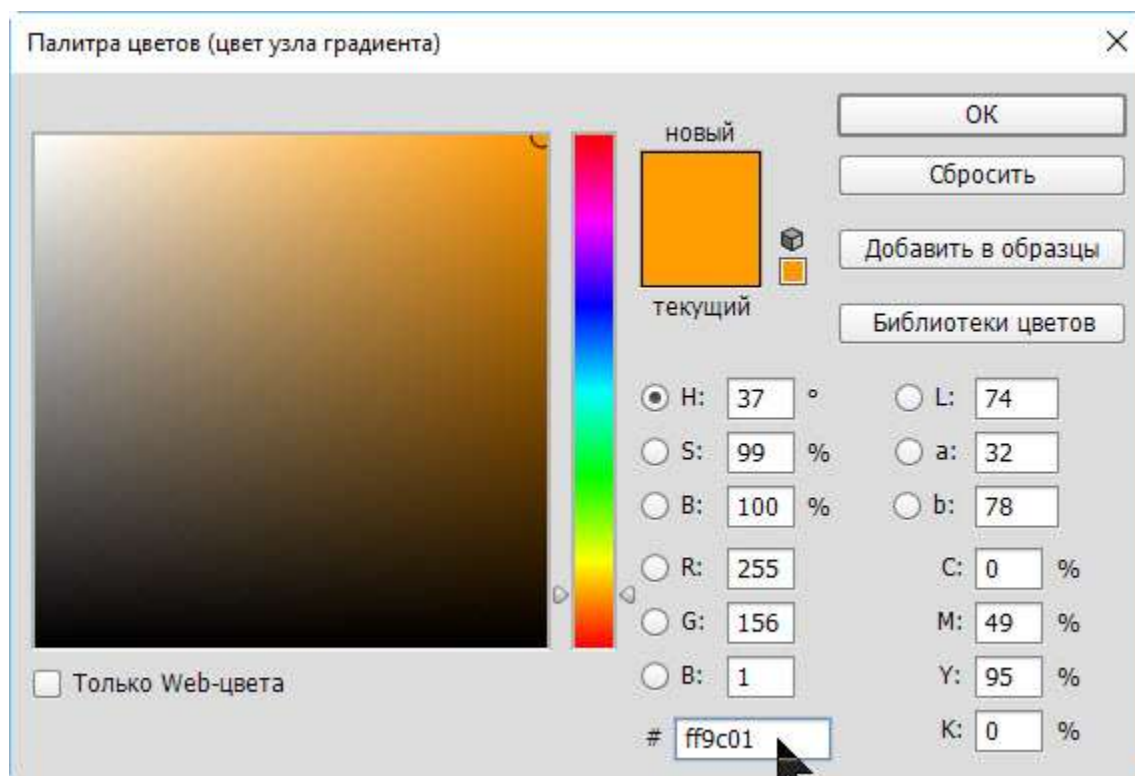 Палитра цветов (цвет узла градиента)
новый
текущий
ОК
Сбросить
Добавить в образцы
Библиотеки цветов
H: 37 °
S: 99 %
B: 100 %
R: 255
G: 156
B: 1
# ff9c01
L: 74
a: 32
b: 78
C: 0 %
M: 49 %
Y: 95 %
K: 0 %
Только Web-цвета